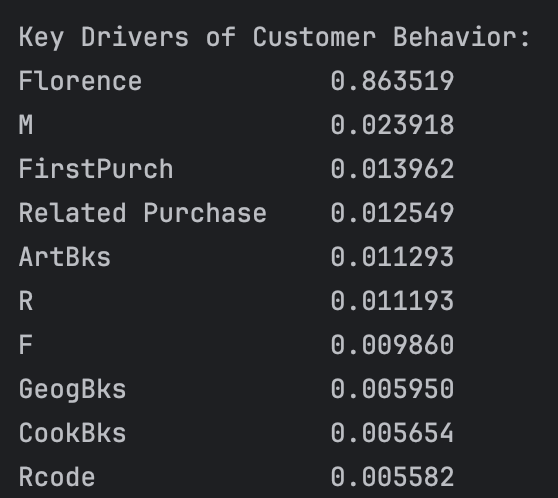 Key Drivers of Customer Behavior:
Florence 0.863519
M 0.023918
FirstPurch 0.013962
Related Purchase 0.012549
ArtBks 0.011293
R 0.011193
F 0.009860
GeogBks 0.005950
CookBks 0.005654
Rcode 0.005582